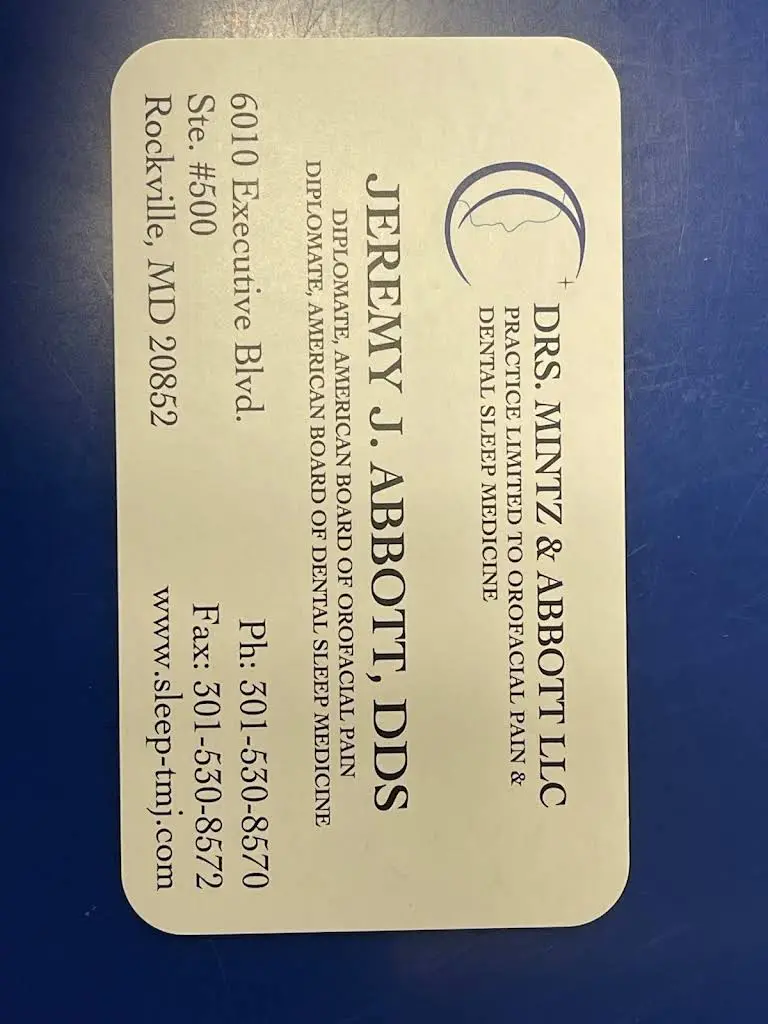 DRS. MINTZ & ABBOTT LLC
PRACTICE LIMITED TO OROFACIAL PAIN &
DENTAL SLEEP MEDICINE
JEREMY J. ABBOTT, DDS
DIPLOMATE, AMERICAN BOARD OF OROFACIAL PAIN
DIPLOMATE, AMERICAN BOARD OF DENTAL SLEEP MEDICINE
6010 Executive Blvd.
Ste. #500
Rockville, MD 20852
Ph: 301-530-8570
Fax: 301-530-8572
www.sleep-tmj.com